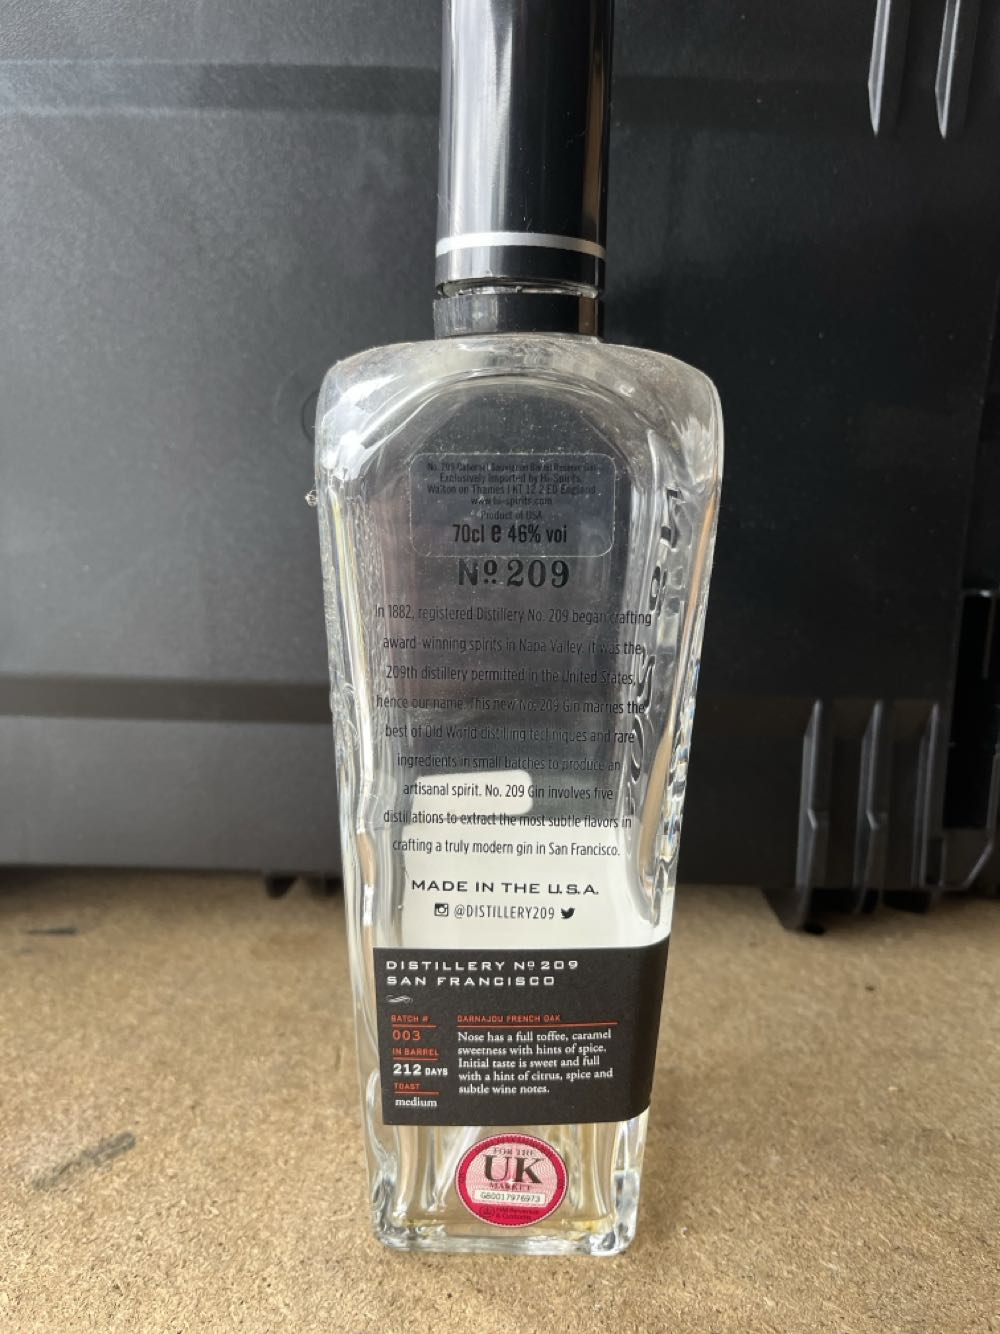 No. 209 Cabernet Sauvignon Barrel Reserve Gin
Exclusively Imported by Hi-Spirits
Walton on Thames | KT 12 2 ED England
www.hi-spirits.com
Product of USA
70cl e 46% vol
Nº 209
In 1882, registered Distillery No. 209 began crafting
award-winning spirits in Napa Valley. It was the
209th distillery permitted in the United States,
hence our name. This new No. 209 Gin marries the
best of Old World distilling techniques and rare
ingredients in small batches to produce an
artisanal spirit. No. 209 Gin involves five
distillations to extract the most subtle flavors in
crafting a truly modern gin in San Francisco.
MADE IN THE U.S.A.
@DISTILLERY209
DISTILLERY Nº 209
SAN FRANCISCO
BATCH #
003
IN BARREL
212 DAYS
TOAST
medium
DARNAJOU FRENCH OAK
Nose has a full toffee, caramel
sweetness with hints of spice.
Initial taste is sweet and full
with a hint of citrus, spice and
subtle wine notes.
FOR THE
UK
MARKET
GB0017976973
HM Revenue
& Customs